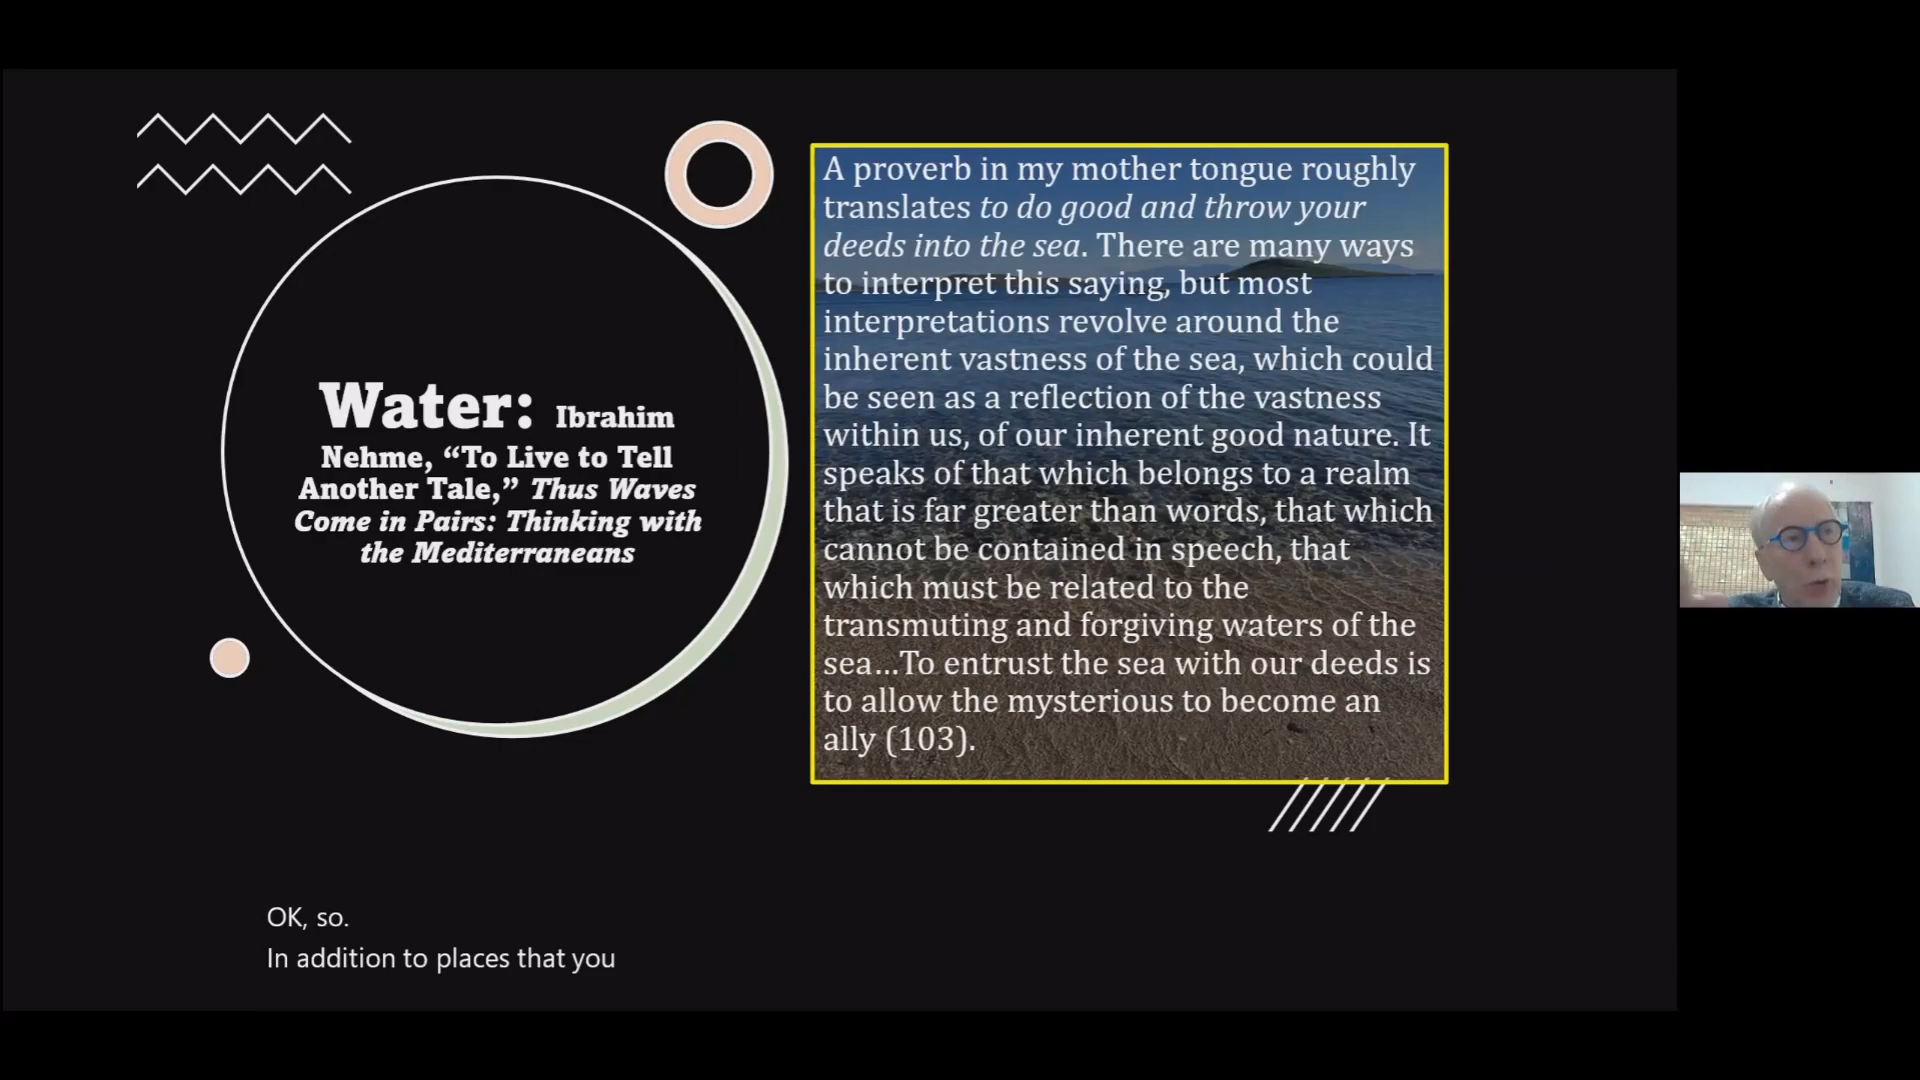 Water: Ibrahim
Nehme, “To Live to Tell
Another Tale,” Thus Waves
Come in Pairs: Thinking with
the Mediterraneans
A proverb in my mother tongue roughly
translates to do good and throw your
deeds into the sea. There are many ways
to interpret this saying, but most
interpretations revolve around the
inherent vastness of the sea, which could
be seen as a reflection of the vastness
within us, of our inherent good nature. It
speaks of that which belongs to a realm
that is far greater than words, that which
cannot be contained in speech, that
which must be related to the
transmuting and forgiving waters of the
sea…To entrust the sea with our deeds is
to allow the mysterious to become an
ally (103).
OK, so.
In addition to places that you